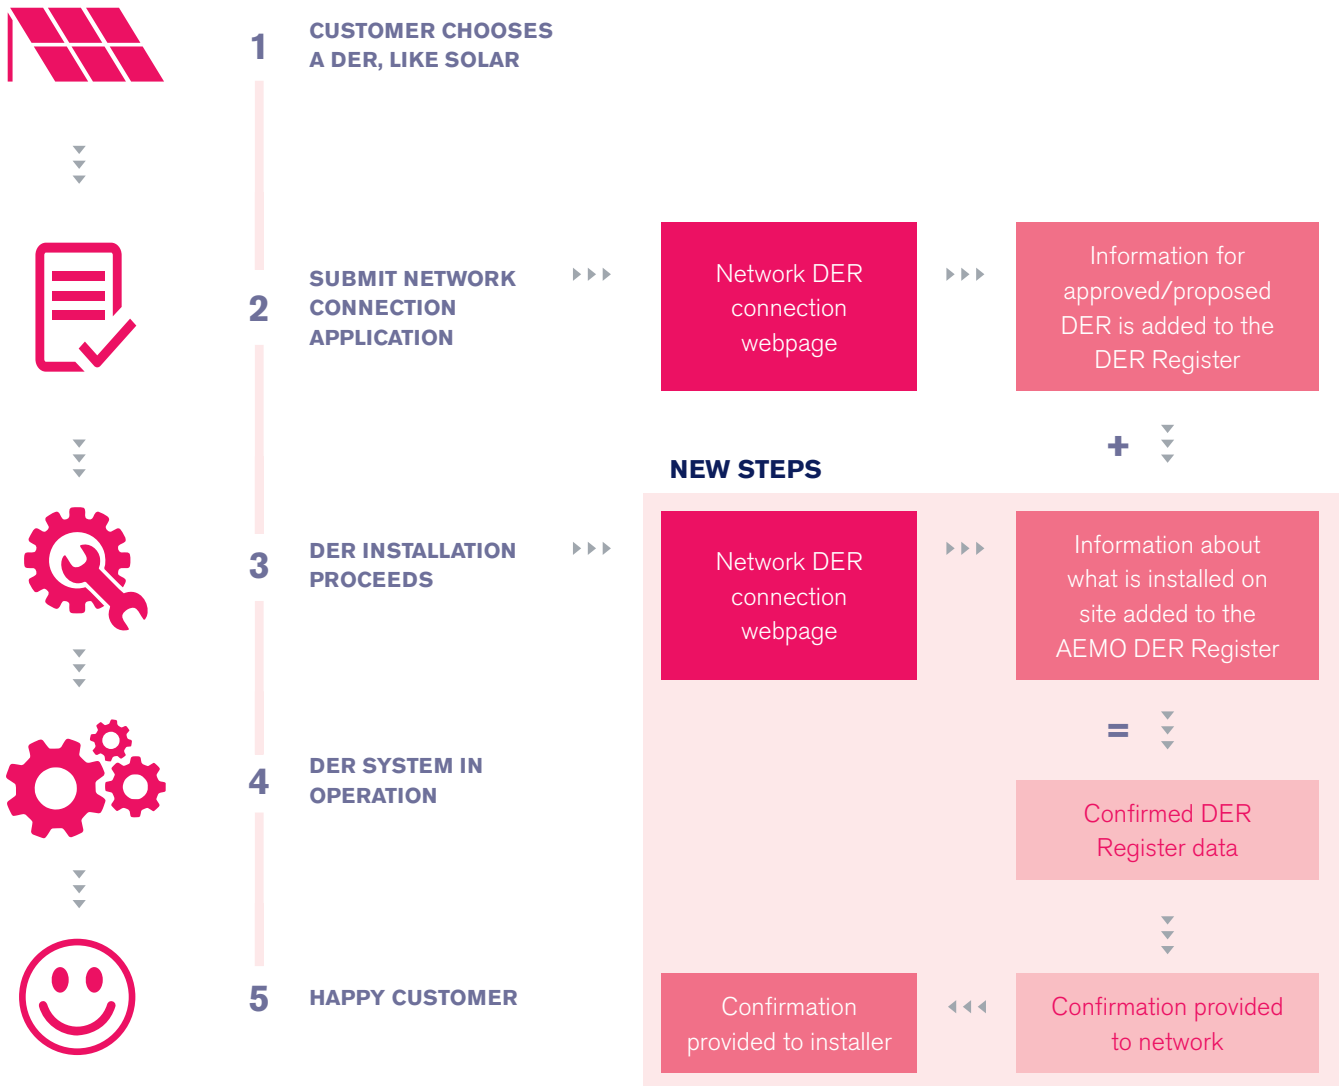 1
CUSTOMER CHOOSES
A DER, LIKE SOLAR
2
SUBMIT NETWORK
CONNECTION
APPLICATION
Network DER
connection
webpage
Information for
approved/proposed
DER is added to the
DER Register
+
NEW STEPS
3
DER INSTALLATION
PROCEEDS
Network DER
connection
webpage
Information about
what is installed on
site added to the
AEMO DER Register
=
4
DER SYSTEM IN
OPERATION
Confirmed DER
Register data
5
HAPPY CUSTOMER
Confirmation
provided to installer
Confirmation provided
to network